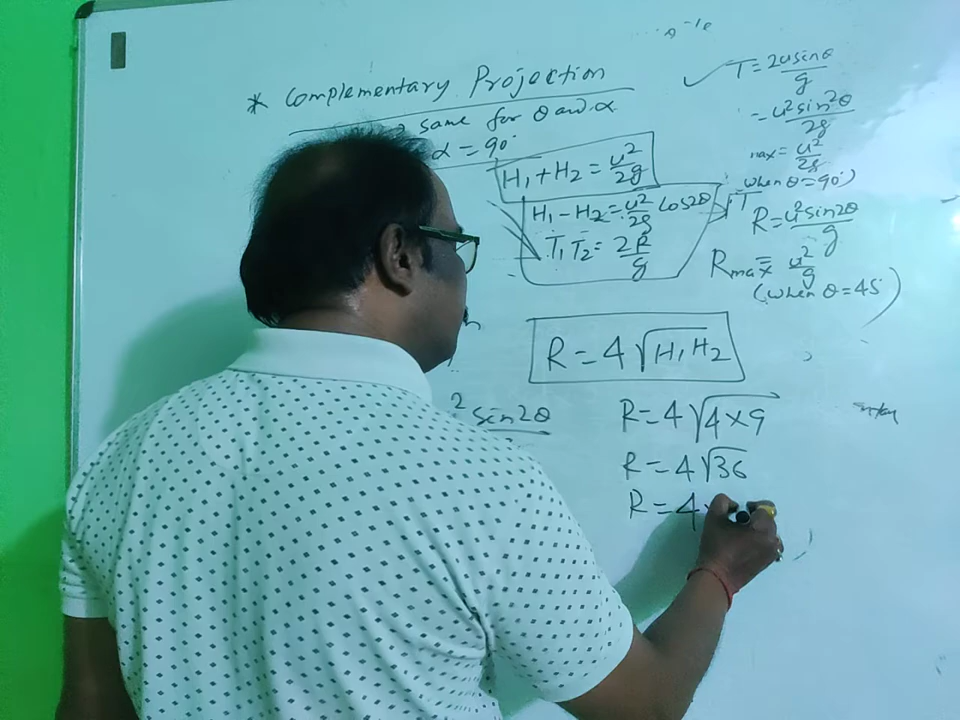 * Complementary Projection
same for θ and α
α = 90°
H₁ + H₂ = u²/2g
H₁ - H₂ = u²/2g cos2θ
T₁T₂ = 2R/g
T = 2usinθ/g
= u²sin²θ/2g
max = u²/2g
(when θ = 90°)
R = u²sin2θ/g
Rmax = u²/g
(when θ = 45°)
R = 4√H₁H₂
² sin2θ
R = 4√4×9
R = 4√36
R = 4×